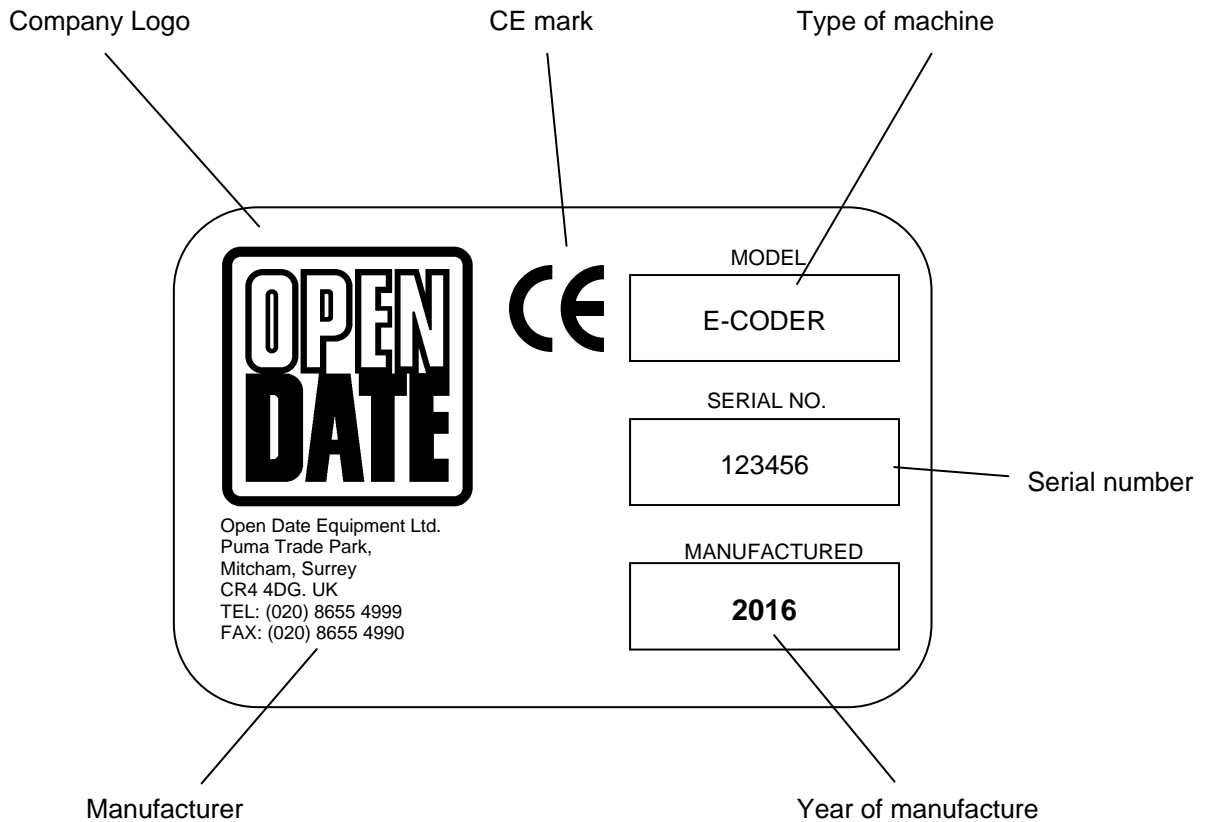 Company Logo
CE mark
Type of machine
OPEN
DATE
CE
MODEL
E-CODER
SERIAL NO.
123456
Serial number
Open Date Equipment Ltd.
Puma Trade Park,
Mitcham, Surrey
CR4 4DG. UK
TEL: (020) 8655 4999
FAX: (020) 8655 4990
MANUFACTURED
2016
Manufacturer
Year of manufacture